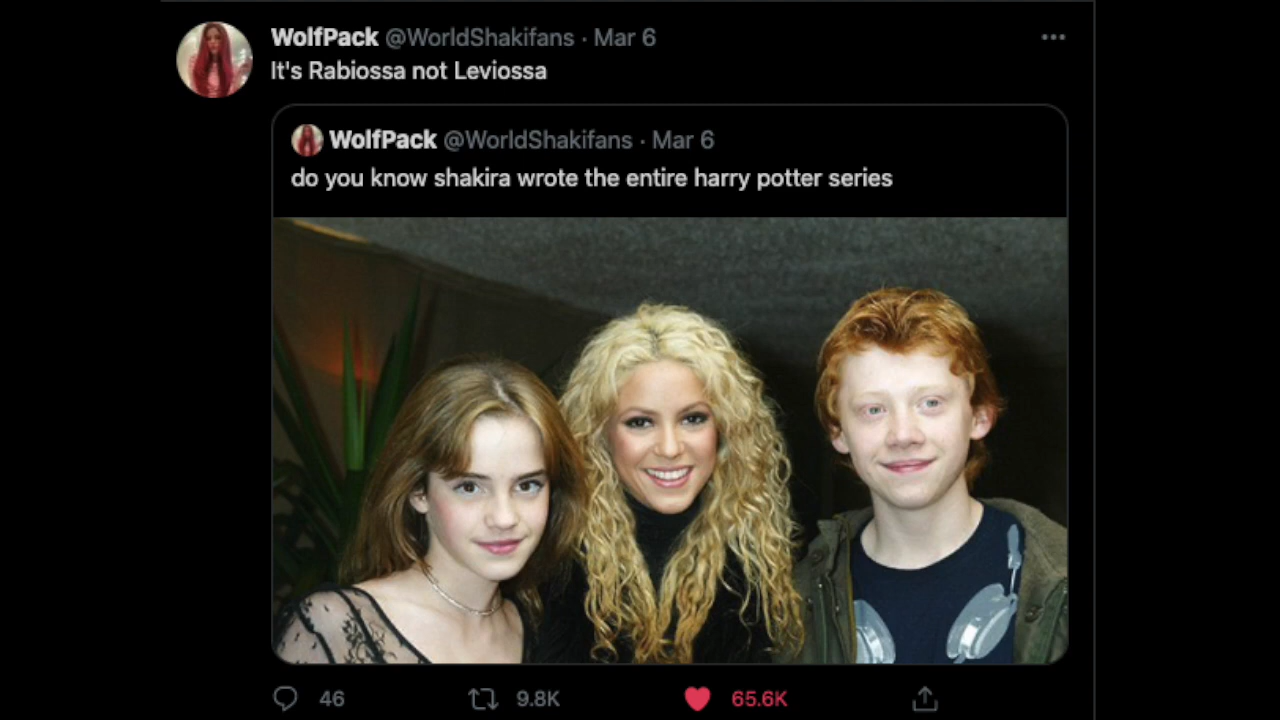 WolfPack @WorldShakifans · Mar 6
It's Rabiossa not Leviossa
WolfPack @WorldShakifans · Mar 6
do you know shakira wrote the entire harry potter series
46 9.8K 65.6K